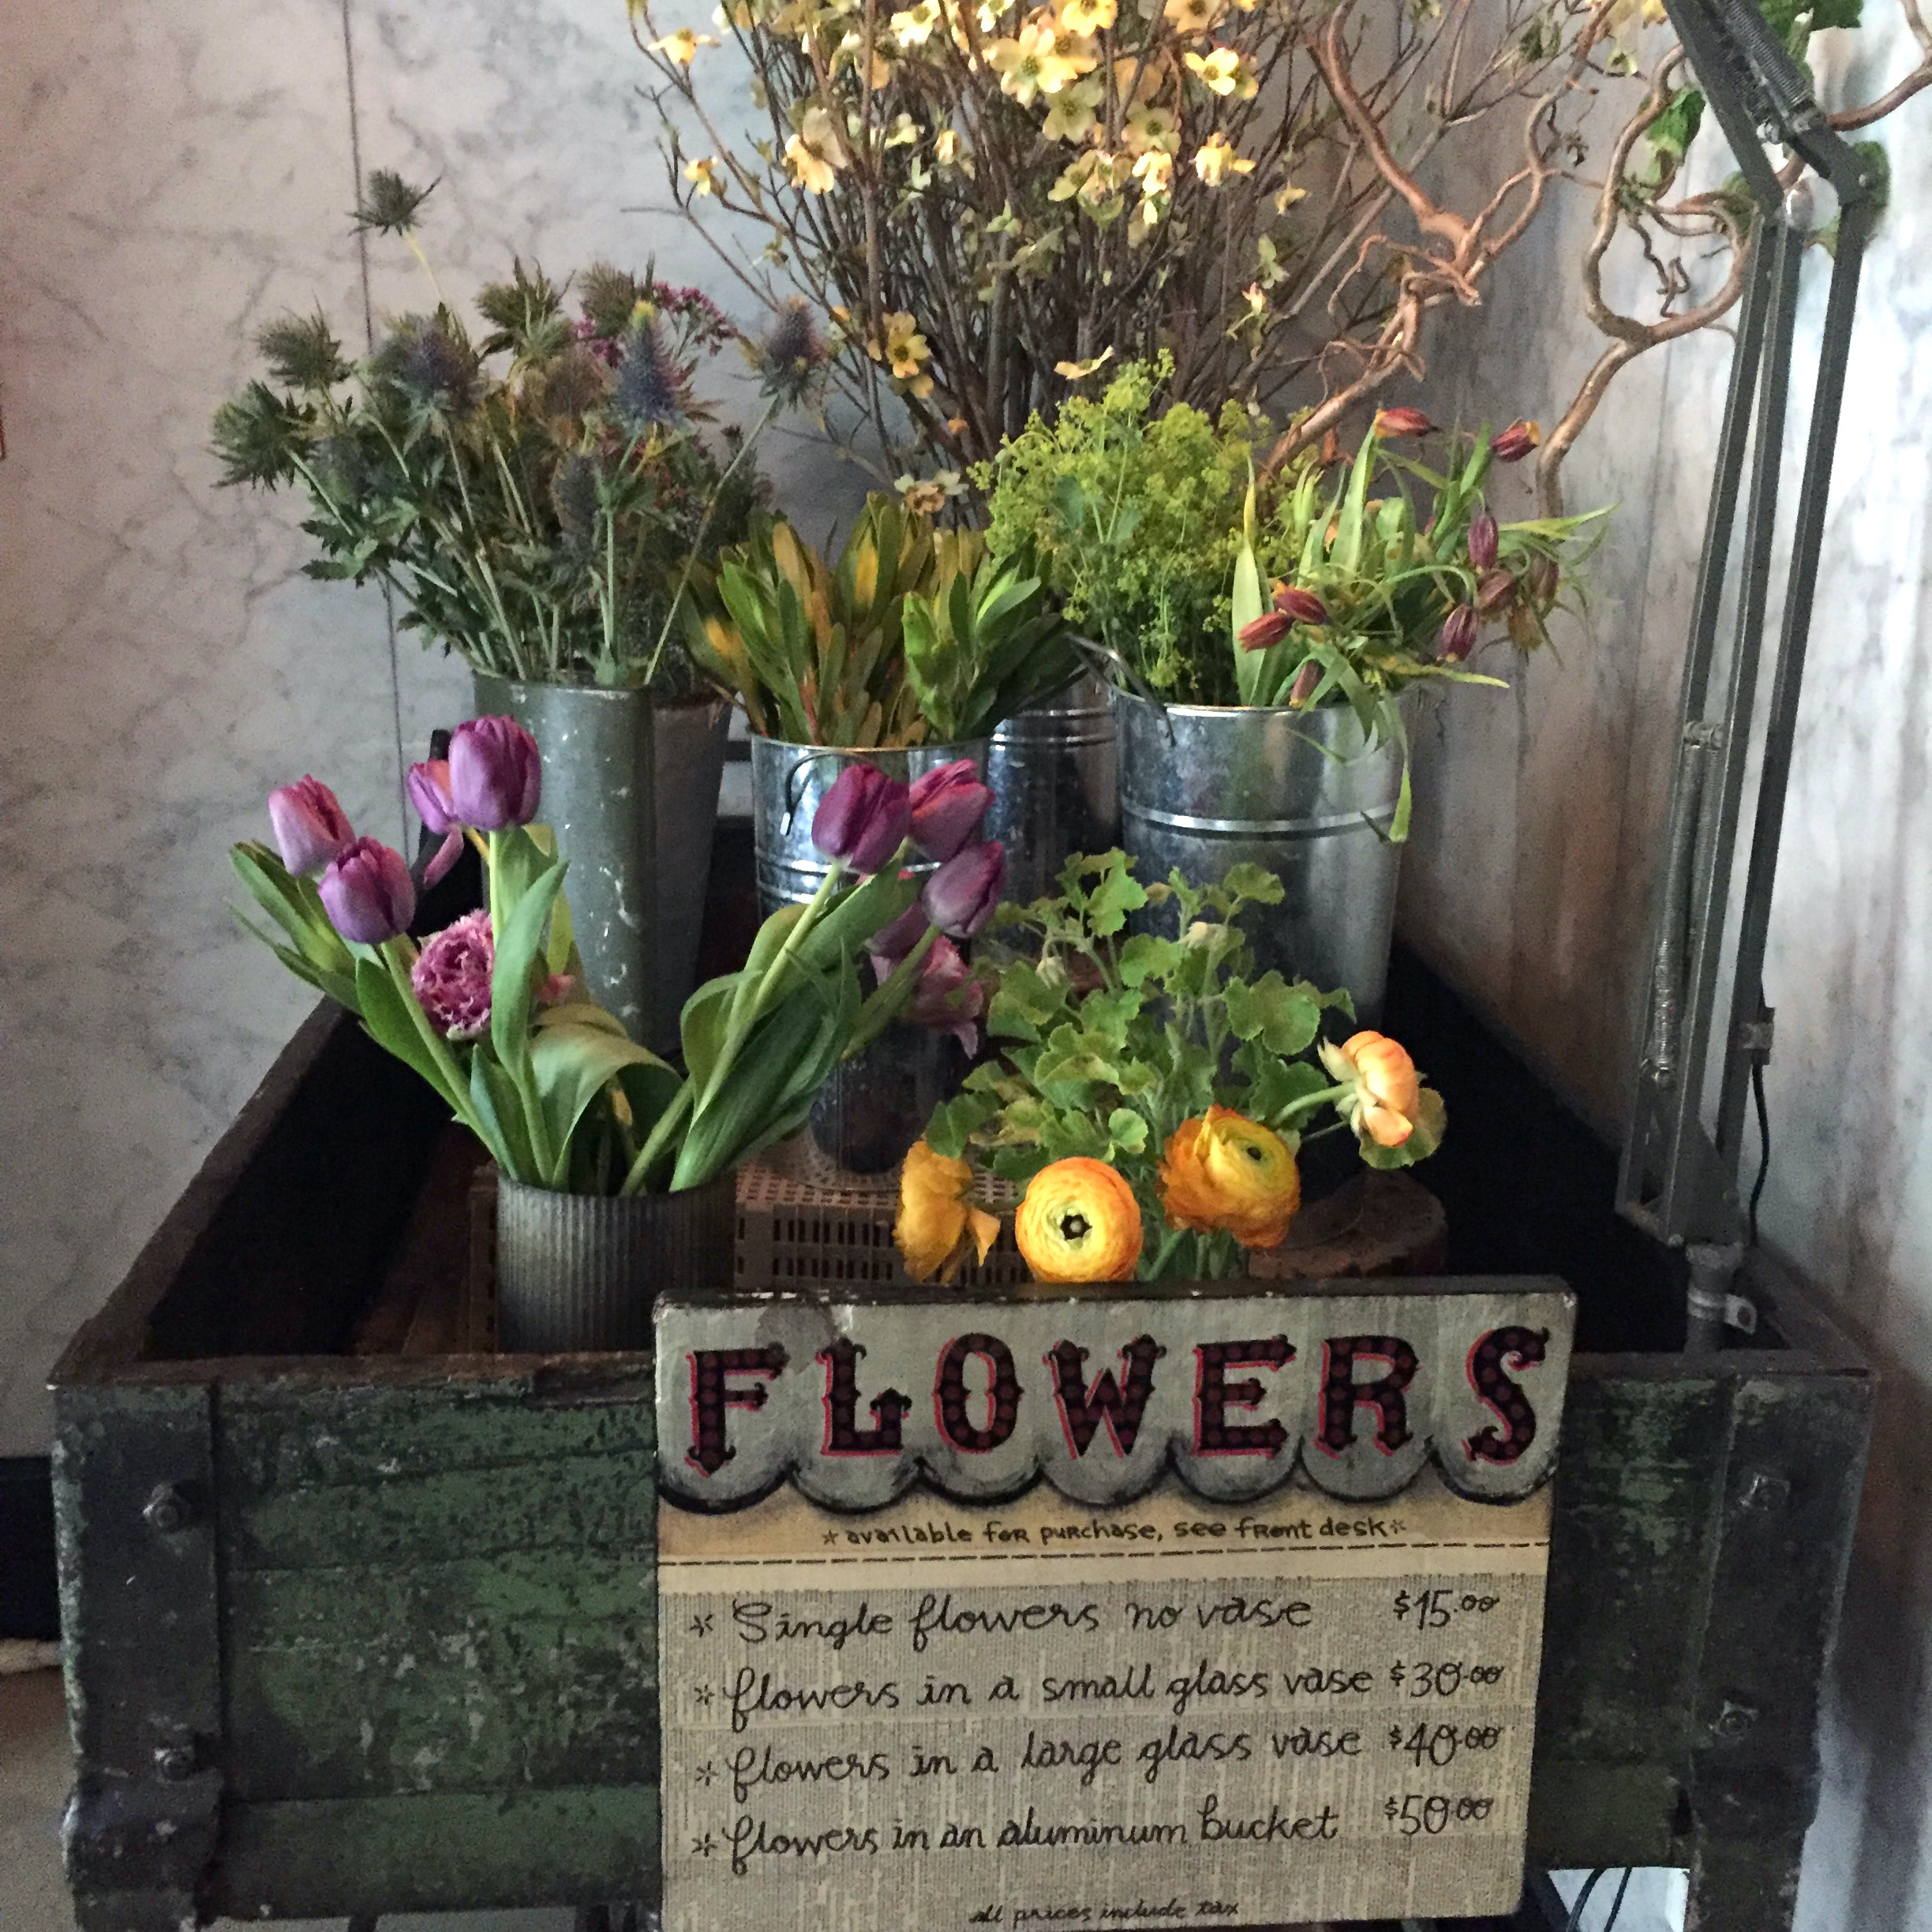 FLOWERS
*available for purchase, see front desk*
* Single flowers no vase $15.00
* flowers in a small glass vase $30.00
* flowers in a large glass vase $40.00
* flowers in an aluminum bucket $50.00
all prices include tax